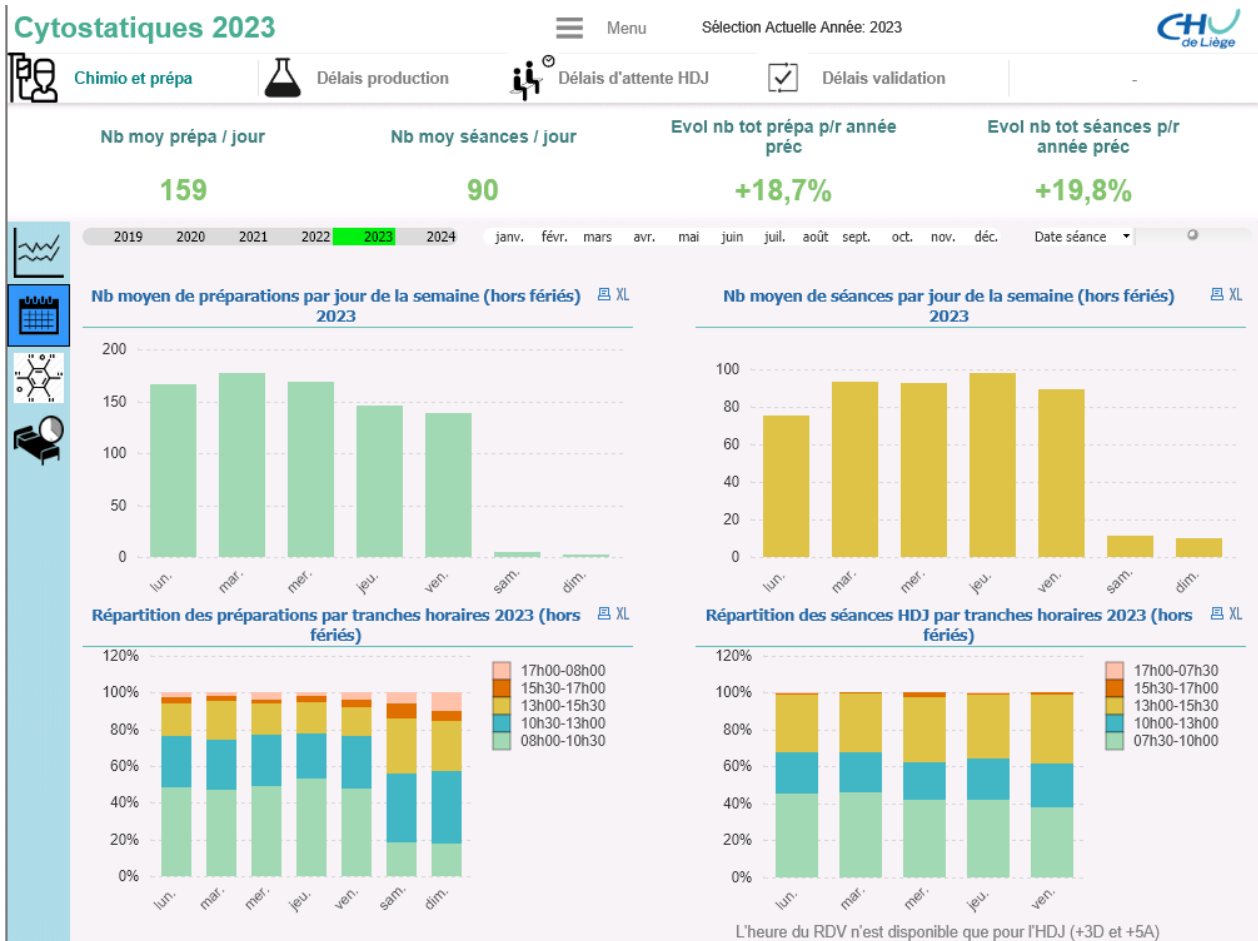 Cytostatiques 2023
Menu
Sélection Actuelle Année: 2023
CHU
de Liège
Chimio et prépa
Délais production
Délais d'attente HDJ
Délais validation
-
Nb moy prépa / jour
Nb moy séances / jour
Evol nb tot prépa p/r année
préc
Evol nb tot séances p/r
année préc
159
90
+18,7%
+19,8%
2019 2020 2021 2022 2023 2024
janv. févr. mars avr. mai juin juil. août sept. oct. nov. déc.
Date séance
Nb moyen de préparations par jour de la semaine (hors fériés)
2023
XL
200
150
100
50
0
lun. mar. mer. jeu. ven. sam. dim.
Nb moyen de séances par jour de la semaine (hors fériés)
2023
XL
100
80
60
40
20
0
lun. mar. mer. jeu. ven. sam. dim.
Répartition des préparations par tranches horaires 2023 (hors
fériés)
XL
120%
100%
80%
60%
40%
20%
0%
lun. mar. mer. jeu. ven. sam. dim.
17h00-08h00
15h30-17h00
13h00-15h30
10h30-13h00
08h00-10h30
Répartition des séances HDJ par tranches horaires 2023 (hors
fériés)
XL
120%
100%
80%
60%
40%
20%
0%
lun. mar. mer. jeu. ven.
17h00-07h30
15h30-17h00
13h00-15h30
10h00-13h00
07h30-10h00
L'heure du RDV n'est disponible que pour l'HDJ (+3D et +5A)